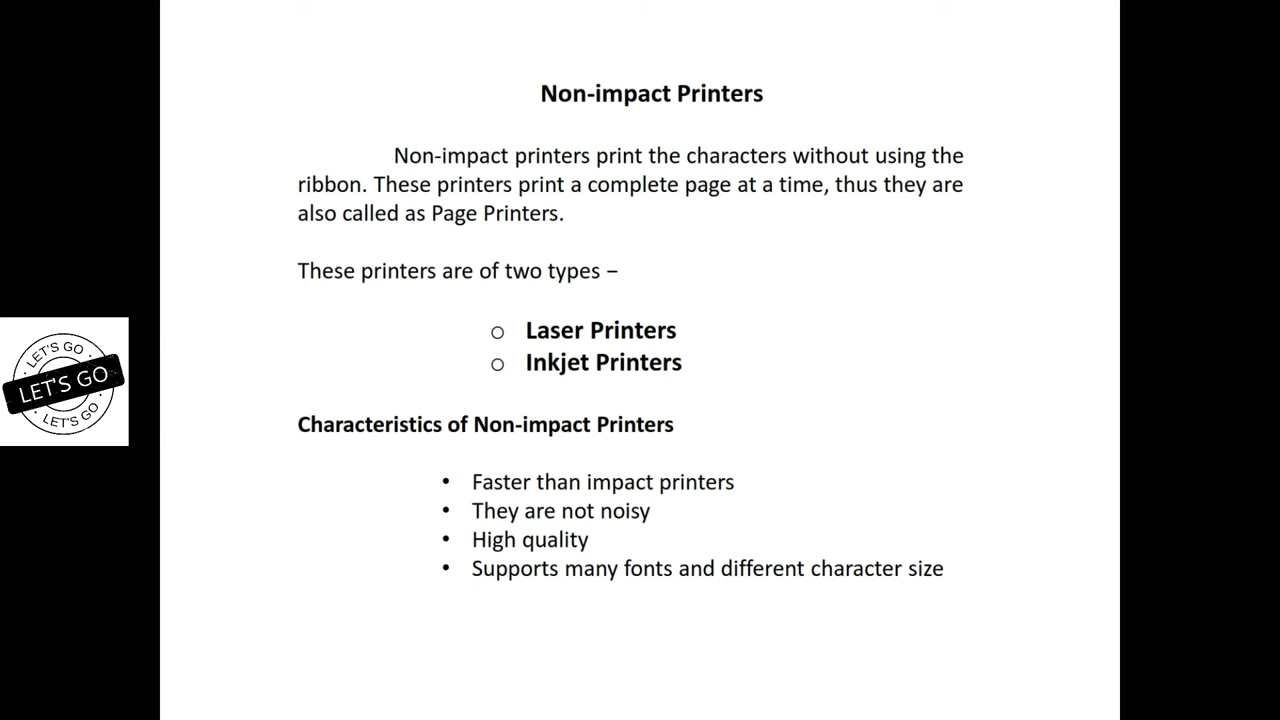 Non-impact Printers
Non-impact printers print the characters without using the
ribbon. These printers print a complete page at a time, thus they are
also called as Page Printers.
These printers are of two types –
○ Laser Printers
○ Inkjet Printers
LET'S GO
LET'S GO
LET'S GO
Characteristics of Non-impact Printers
• Faster than impact printers
• They are not noisy
• High quality
• Supports many fonts and different character size